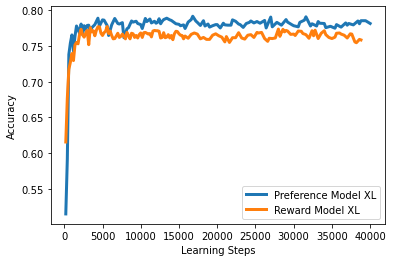 0.80
0.75
0.70
0.65
0.60
0.55
Accuracy
0 5000 10000 15000 20000 25000 30000 35000 40000
Learning Steps
Preference Model XL
Reward Model XL